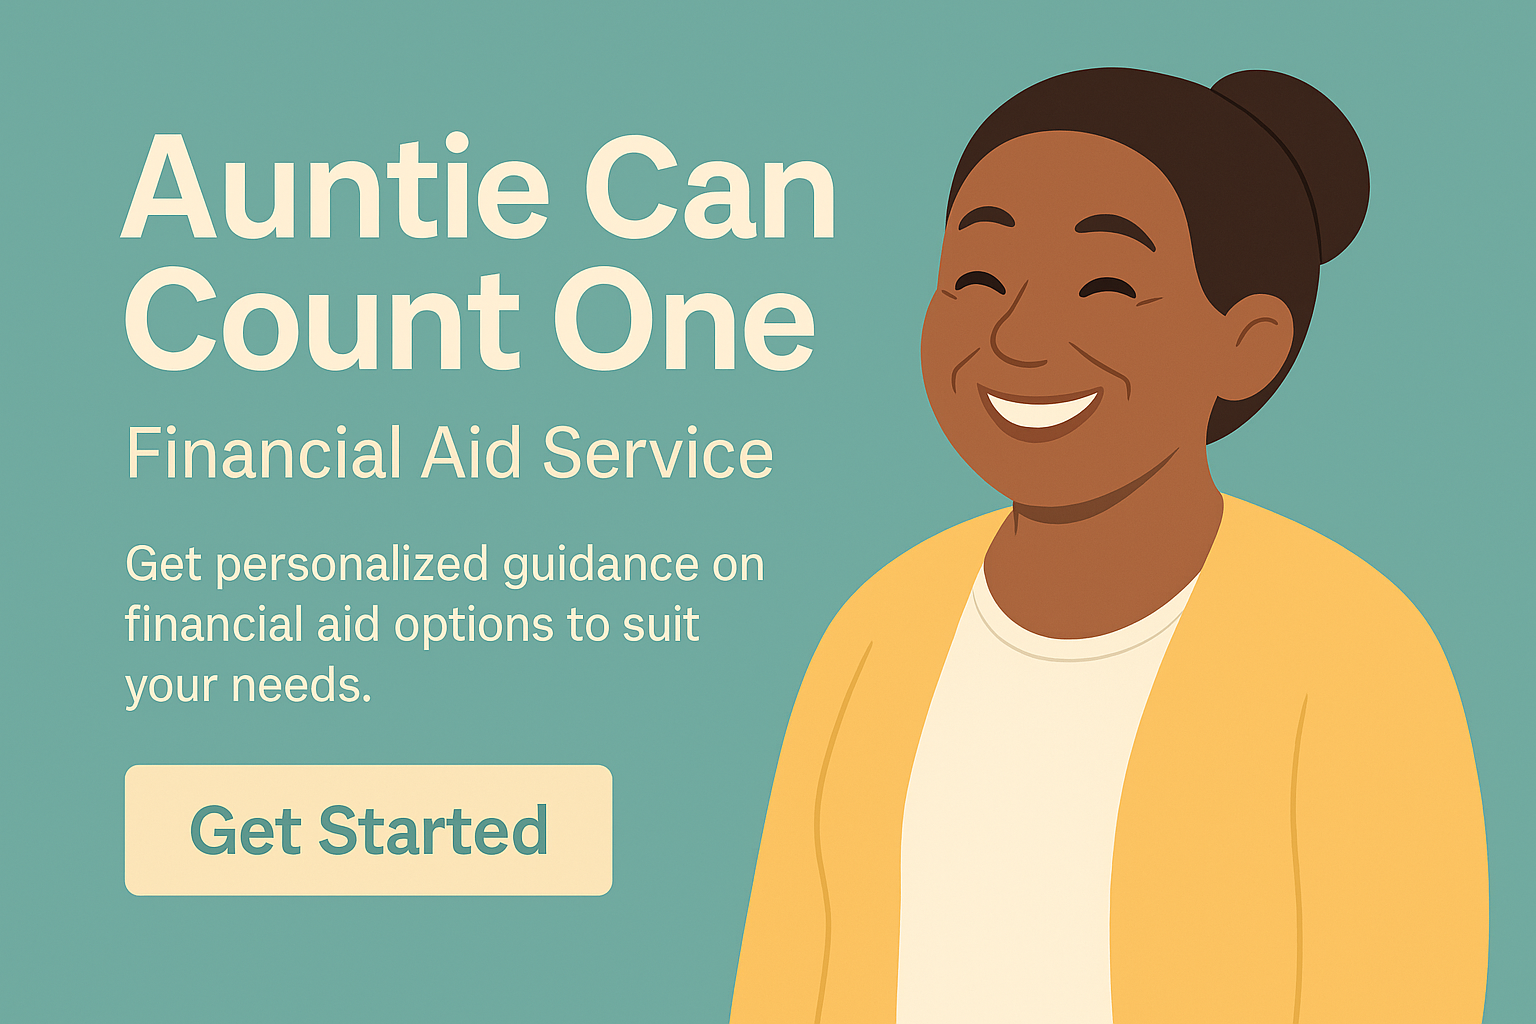 Auntie Can
Count One
Financial Aid Service
Get personalized guidance on
financial aid options to suit
your needs.
Get Started